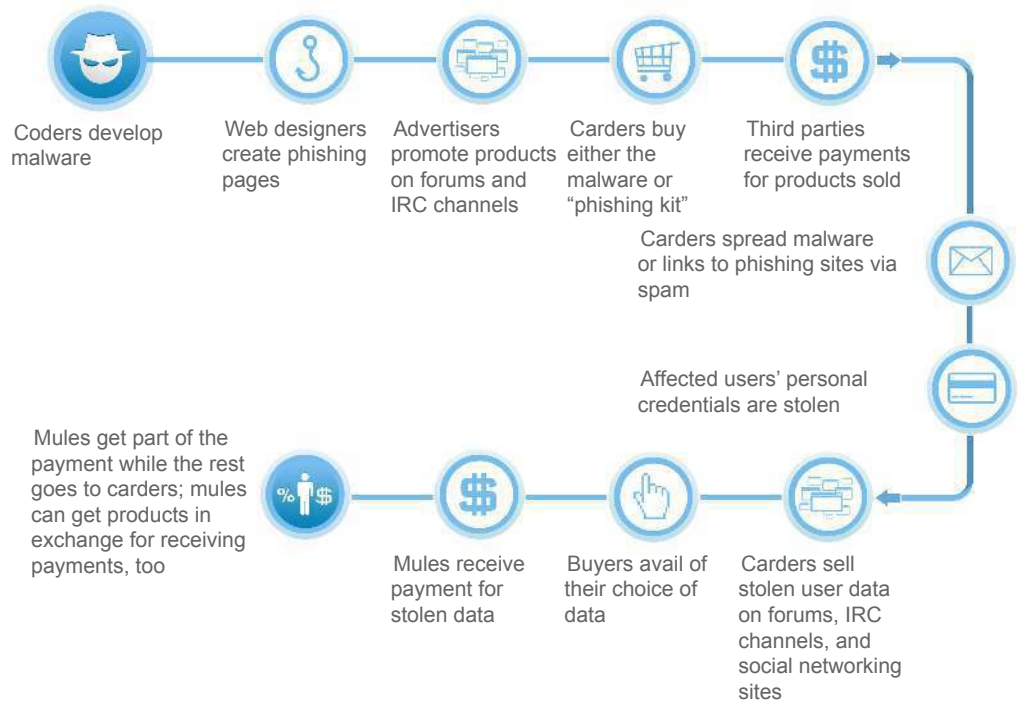 Coders develop
malware
Web designers
create phishing
pages
Advertisers
promote products
on forums and
IRC channels
Carders buy
either the
malware or
“phishing kit”
Third parties
receive payments
for products sold
Carders spread malware
or links to phishing sites via
spam
Affected users’ personal
credentials are stolen
Carders sell
stolen user data
on forums, IRC
channels, and
social networking
sites
Buyers avail of
their choice of
data
Mules receive
payment for
stolen data
Mules get part of the
payment while the rest
goes to carders; mules
can get products in
exchange for receiving
payments, too